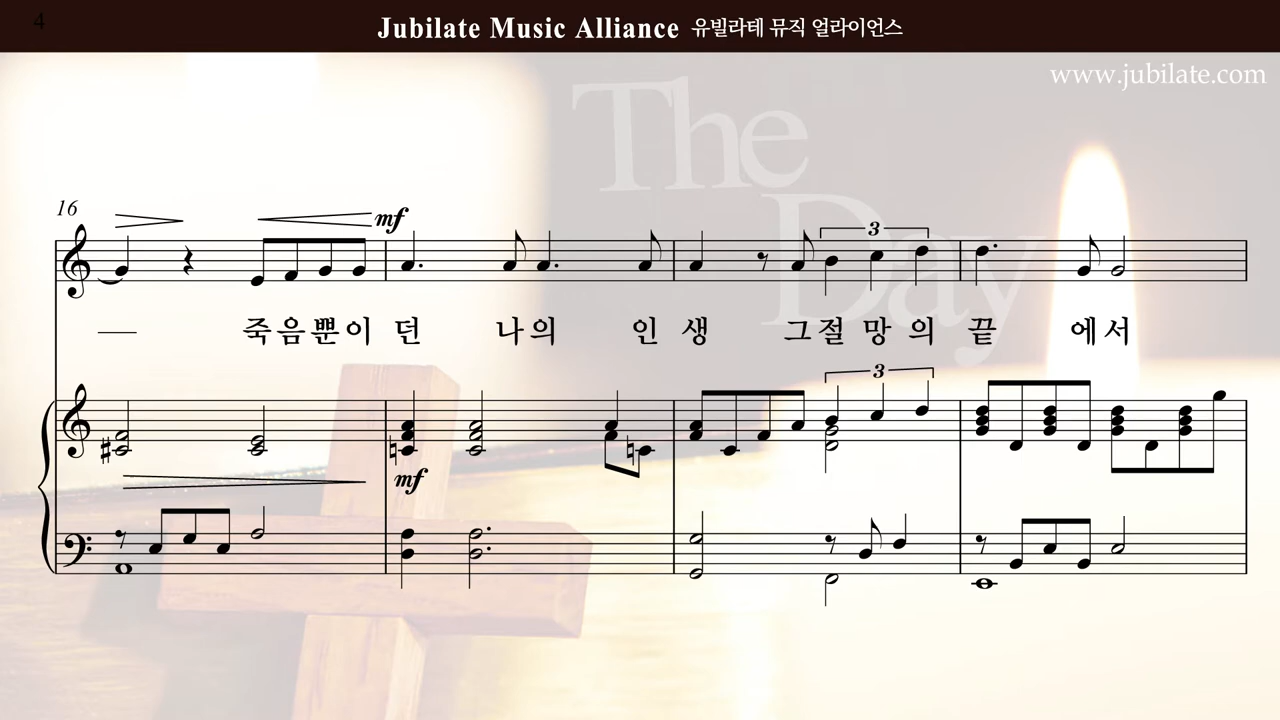 4
Jubilate Music Alliance 유빌라테 뮤직 얼라이언스
www.jubilate.com
The
Day
16
mf
3
죽음뿐이 던 나의 인 생 그절 망 의 끝 에서
3
mf